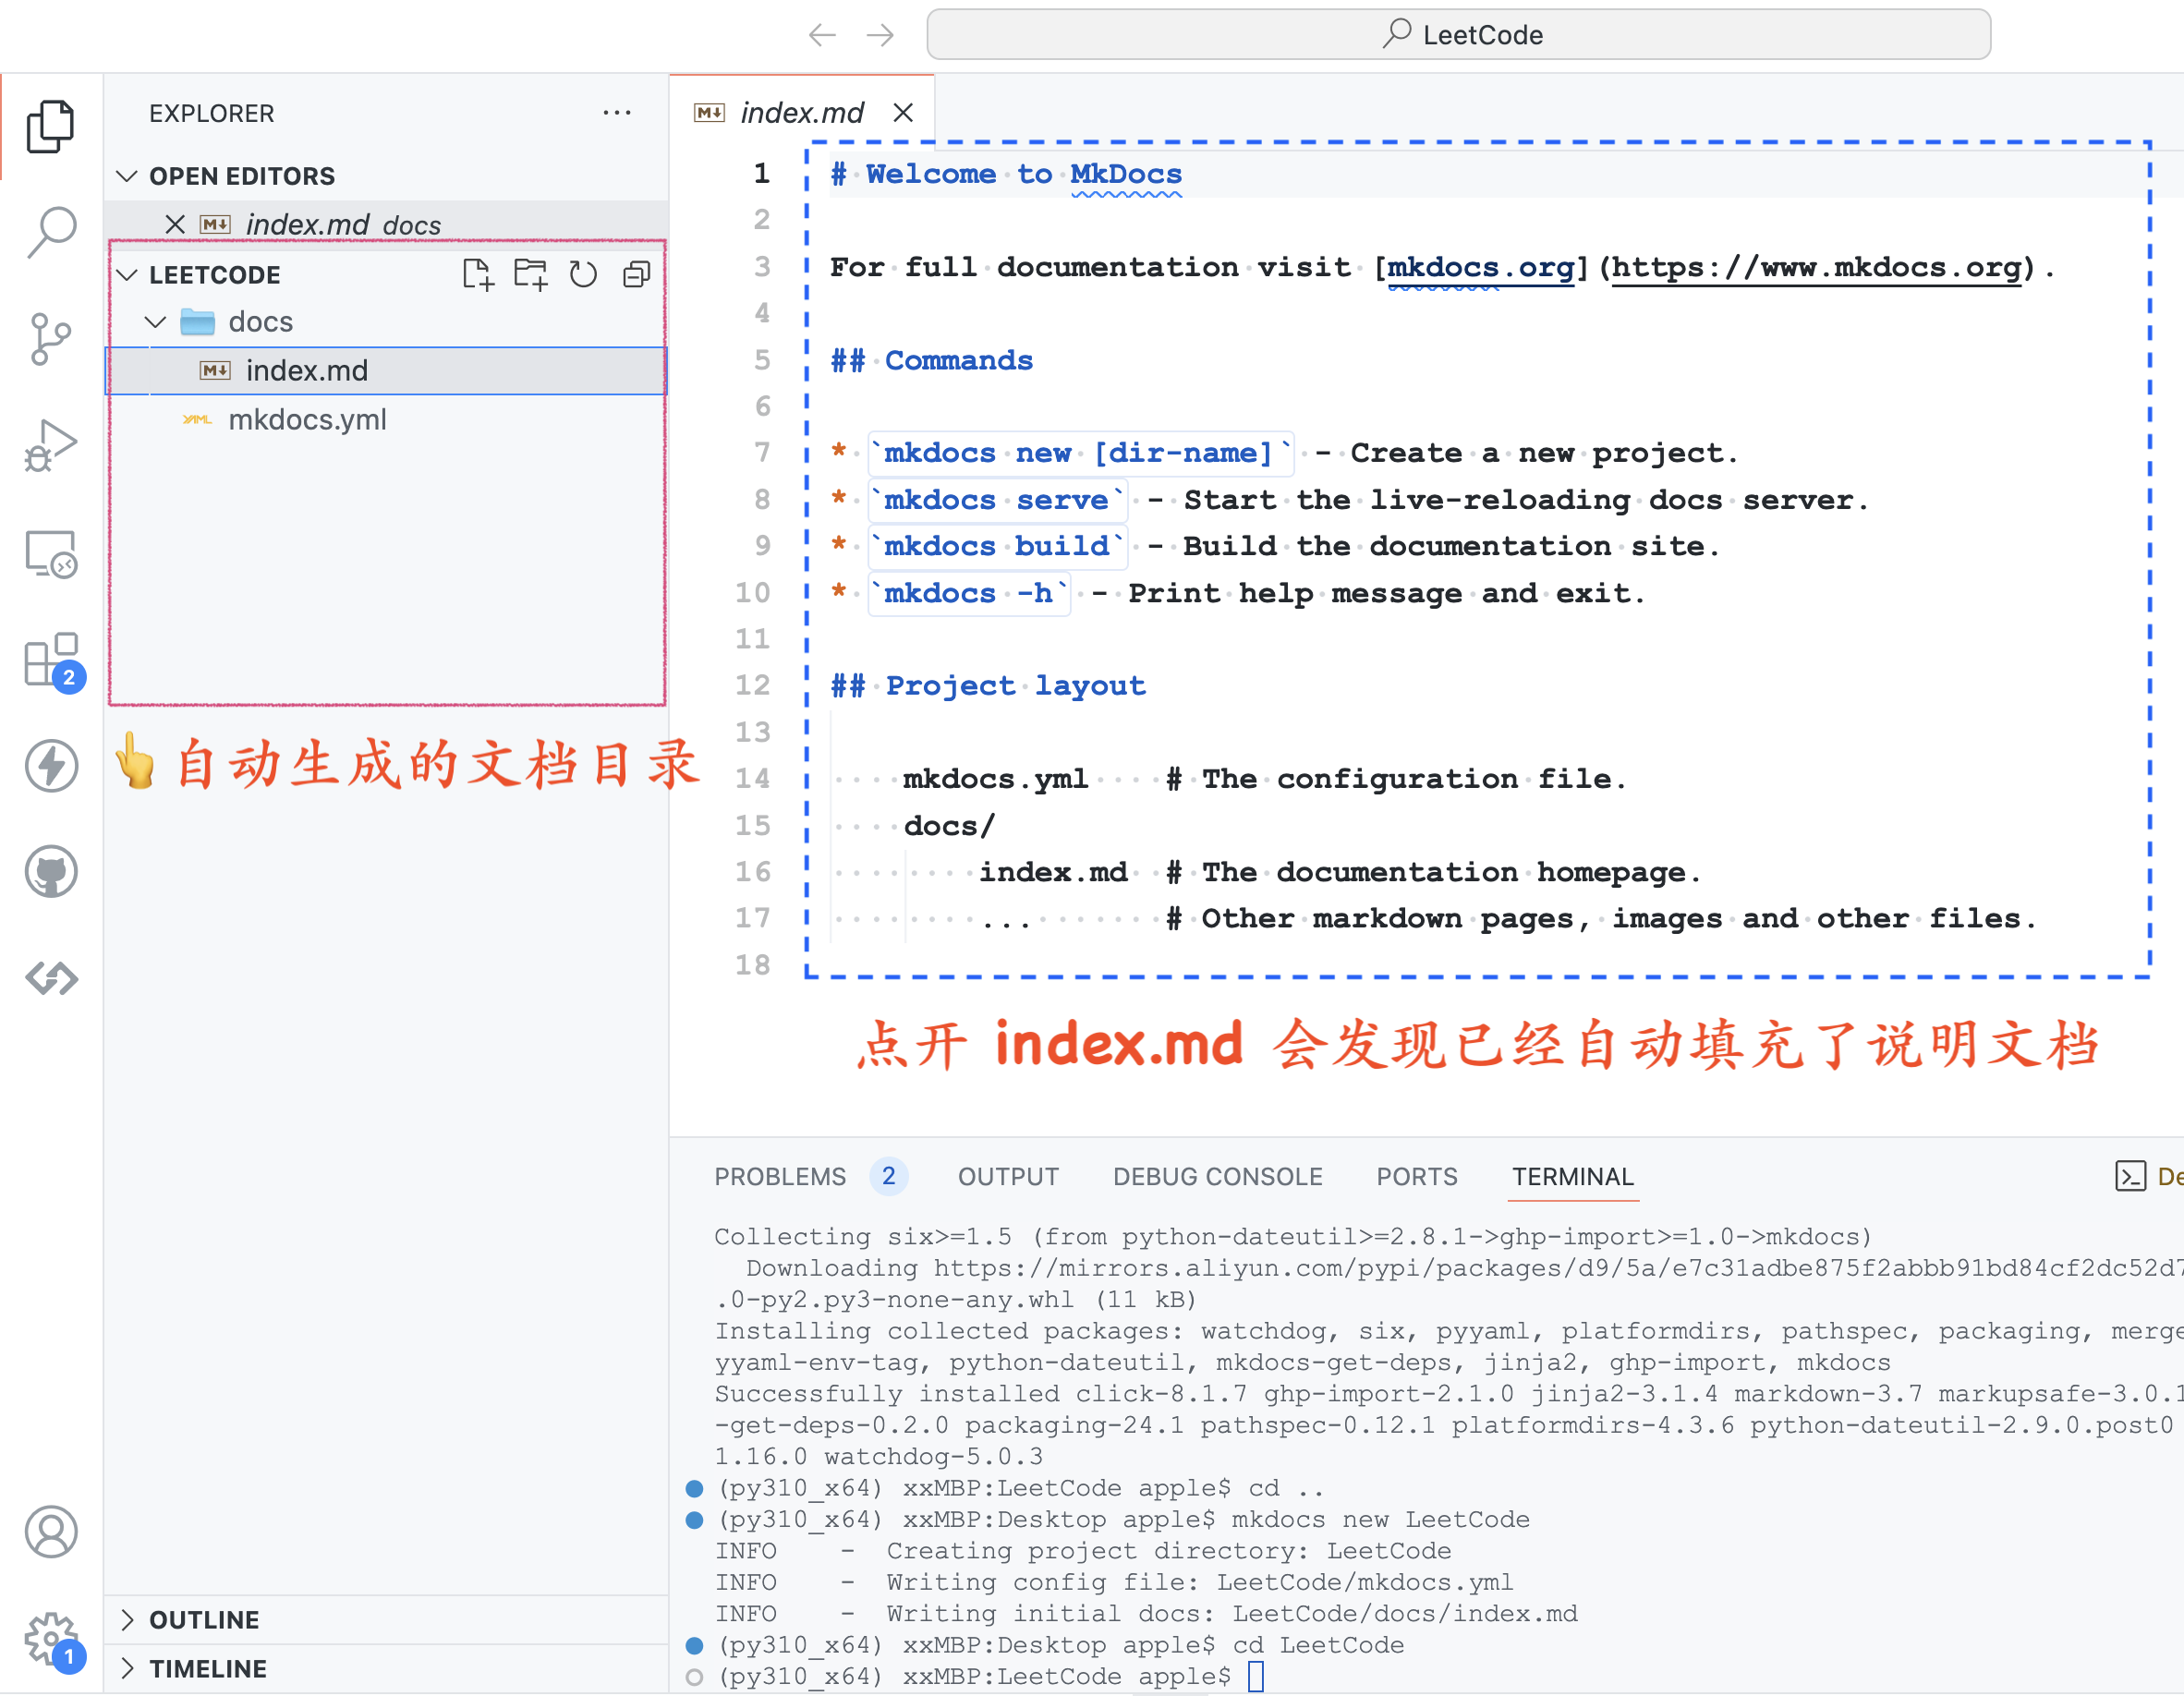 LeetCode
EXPLORER
OPEN EDITORS
index.md docs
LEETCODE
docs
index.md
mkdocs.yml
2
👆 自动生成的文档目录
OUTLINE
1
TIMELINE
index.md
1 # Welcome to MkDocs
2
3 For full documentation visit [mkdocs.org](https://www.mkdocs.org).
4
5 ## Commands
6
7 * `mkdocs new [dir-name]` - Create a new project.
8 * `mkdocs serve` - Start the live-reloading docs server.
9 * `mkdocs build` - Build the documentation site.
10 * `mkdocs -h` - Print help message and exit.
11
12 ## Project layout
13
14     mkdocs.yml    # The configuration file.
15     docs/
16         index.md  # The documentation homepage.
17         ...       # Other markdown pages, images and other files.
18
点开 index.md 会发现已经自动填充了说明文档
PROBLEMS 2 OUTPUT DEBUG CONSOLE PORTS TERMINAL
Collecting six>=1.5 (from python-dateutil>=2.8.1->ghp-import>=1.0->mkdocs)
  Downloading https://mirrors.aliyun.com/pypi/packages/d9/5a/e7c31adbe875f2abbb91bd84cf2dc52d7
.0-py2.py3-none-any.whl (11 kB)
Installing collected packages: watchdog, six, pyyaml, platformdirs, pathspec, packaging, merge
yyaml-env-tag, python-dateutil, mkdocs-get-deps, jinja2, ghp-import, mkdocs
Successfully installed click-8.1.7 ghp-import-2.1.0 jinja2-3.1.4 markdown-3.7 markupsafe-3.0.1
-get-deps-0.2.0 packaging-24.1 pathspec-0.12.1 platformdirs-4.3.6 python-dateutil-2.9.0.post0
1.16.0 watchdog-5.0.3
(py310_x64) xxMBP:LeetCode apple$ cd ..
(py310_x64) xxMBP:Desktop apple$ mkdocs new LeetCode
INFO    -  Creating project directory: LeetCode
INFO    -  Writing config file: LeetCode/mkdocs.yml
INFO    -  Writing initial docs: LeetCode/docs/index.md
(py310_x64) xxMBP:Desktop apple$ cd LeetCode
(py310_x64) xxMBP:LeetCode apple$